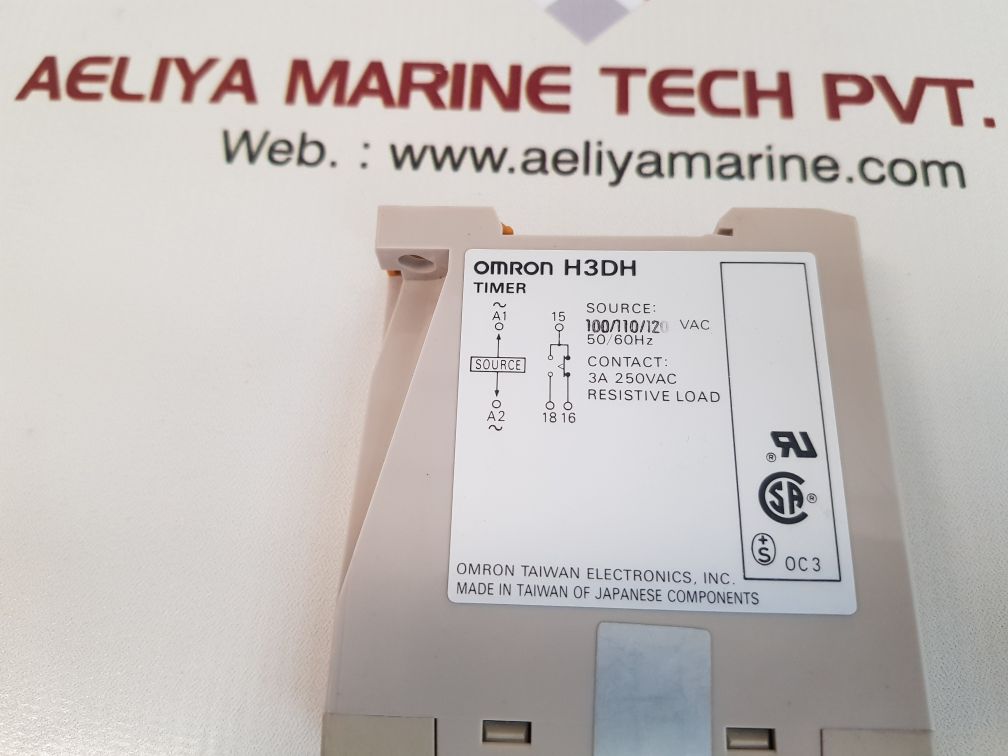 AELIYA MARINE TECH PVT.
Web. : www.aeliyamarine.com
OMRON H3DH
TIMER
~
A1
SOURCE
A2
~
15
18 16
SOURCE:
100/110/120 VAC
50/60Hz
CONTACT:
3A 250VAC
RESISTIVE LOAD
RU ®
SA ®
+
S
OC3
OMRON TAIWAN ELECTRONICS, INC.
MADE IN TAIWAN OF JAPANESE COMPONENTS